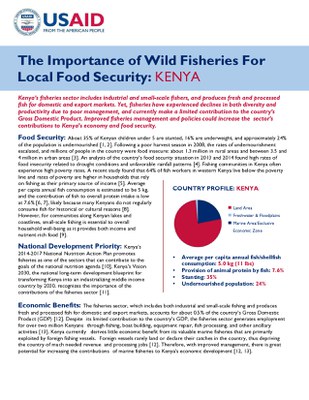 USAID
FROM THE AMERICAN PEOPLE
The Importance of Wild Fisheries For
Local Food Security: KENYA
Kenya's fisheries sector includes industrial and small-scale fishers, and produces fresh and processed
fish for domestic and export markets. Yet, fisheries have experienced declines in both diversity and
productivity due to poor management, and currently make a limited contribution to the country's
Gross Domestic Product. Improved fisheries management and policies could increase the sector's
contributions to Kenya's economy and food security.
Food Security: About 35% of Kenyan children under 5 are stunted, 16% are underweight, and approximately 24%
of the population is undernourished [1, 2]. Following a poor harvest season in 2008, the rates of undernourishment
escalated, and millions of people in the country were food insecure: about 1.3 million in rural areas and between 3.5 and
4 million in urban areas [3]. An analysis of the country's food security situation in 2013 and 2014 found high rates of
food insecurity related to drought conditions and unfavorable rainfall patterns [4]. Fishing communities in Kenya often
experience high poverty rates. A recent study found that 64% of fish workers in western Kenya live below the poverty
line and rates of poverty are higher in households that rely
on fishing as their primary source of income [5]. Average
per capita annual fish consumption is estimated to be 5 kg,
and the contribution of fish to overall protein intake is low
at 7.6% [6, 7], likely because many Kenyans do not regularly
consume fish for historical or cultural reasons [8].
However, for communities along Kenyan lakes and
coastlines, small-scale fishing is essential to overall
household well-being as it provides both income and
nutrient rich food [9].
COUNTRY PROFILE: KENYA
Land Area
Freshwater & Floodplains
Marine Area/Exclusive
Economic Zone
• Average per capita annual fish/shellfish
consumption: 5.0 kg (11 lbs)
• Provision of animal protein by fish: 7.6%
• Stunting: 35%
• Undernourished population: 24%
National Development Priority: Kenya's
2014-2017 National Nutrition Action Plan promotes
fisheries as one of the sectors that can contribute to the
goals of the national nutrition agenda [10]. Kenya's Vision
2030, the national long-term development blueprint for
transforming Kenya into an industrializing middle income
country by 2030, recognizes the importance of the
contributions of the fisheries sector [11].
Economic Benefits: The fisheries sector, which includes both industrial and small-scale fishing and produces
fresh and processed fish for domestic and export markets, accounts for about 0.5% of the country's Gross Domestic
Product (GDP) [12]. Despite its limited contribution to the country's GDP, the fisheries sector generates employment
for over two million Kenyans through fishing, boat building, equipment repair, fish processing, and other ancillary
activities [13]. Kenya currently derives little economic benefit from its valuable marine fisheries that are primarily
exploited by foreign fishing vessels. Foreign vessels rarely land or declare their catches in the country, thus depriving
the country of much needed revenue and processing jobs [12]. Therefore, with improved management, there is great
potential for increasing the contributions of marine fisheries to Kenya's economic development [12, 13].